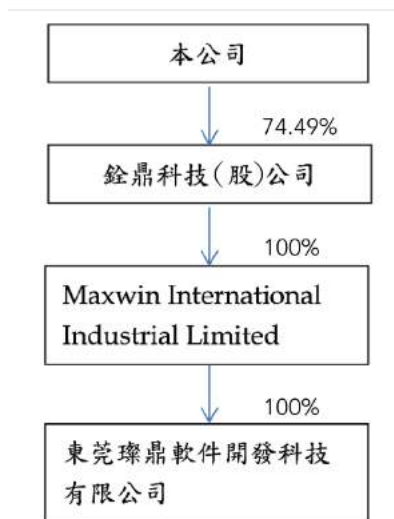 本公司
74.49%
銓鼎科技(股)公司
100%
Maxwin International
Industrial Limited
100%
東莞璨鼎軟件開發科技
有限公司